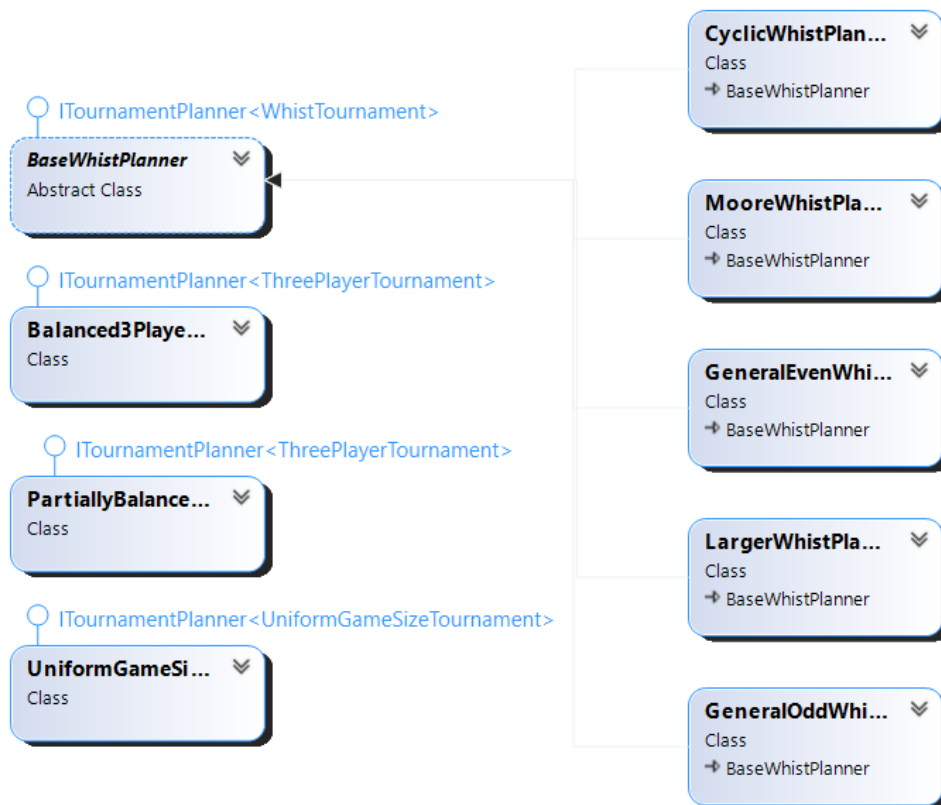 ITournamentPlanner<WhistTournament>
BaseWhistPlanner
Abstract Class
ITournamentPlanner<ThreePlayerTournament>
Balanced3Playe...
Class
ITournamentPlanner<ThreePlayerTournament>
PartiallyBalance...
Class
ITournamentPlanner<UniformGameSizeTournament>
UniformGameSi...
Class
CyclicWhistPlan...
Class
BaseWhistPlanner
MooreWhistPla...
Class
BaseWhistPlanner
GeneralEvenWhi...
Class
BaseWhistPlanner
LargerWhistPla...
Class
BaseWhistPlanner
GeneralOddWhi...
Class
BaseWhistPlanner